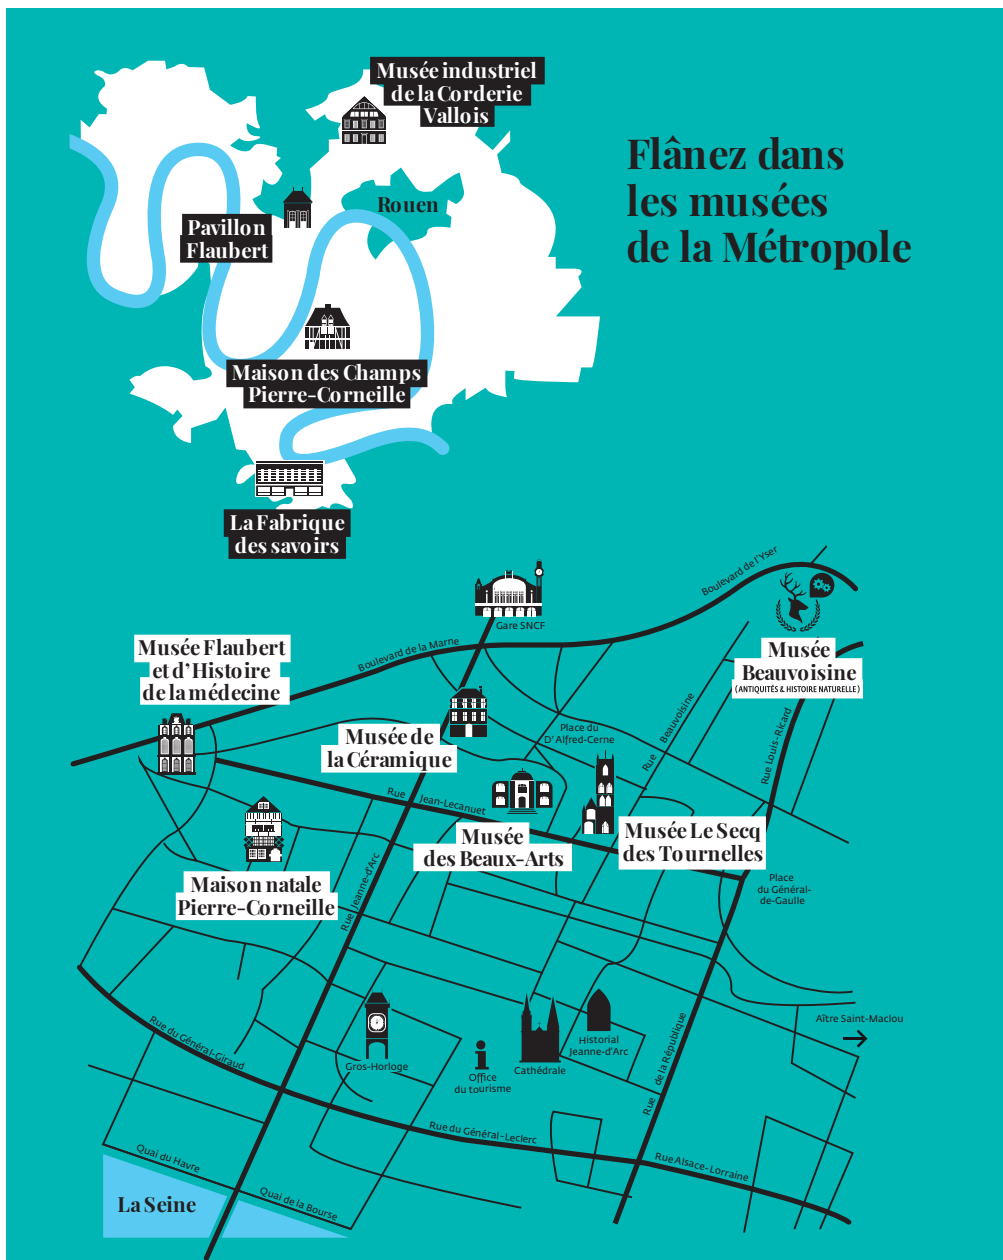 Flânez dans
les musées
de la Métropole
Musée industriel
de la Corderie
Vallois
Rouen
Pavillon
Flaubert
Maison des Champs
Pierre-Corneille
La Fabrique
des savoirs
Boulevard de l'Yser
Gare SNCF
Boulevard de la Marne
Musée Flaubert
et d'Histoire
de la médecine
Musée
Beauvoisine
(ANTIQUITÉS & HISTOIRE NATURELLE)
Rue Beauvoisine
Rue Louis-Ricard
Place du
Dr Alfred-Cerne
Musée de
la Céramique
Rue Jean-Lecanuet
Musée
des Beaux-Arts
Musée Le Secq
des Tournelles
Maison natale
Pierre-Corneille
Rue Jeanne-d'Arc
Place
du Général-
de-Gaulle
Rue du Général-Giraud
Gros-Horloge
Office
du tourisme
Cathédrale
Historial
Jeanne-d'Arc
Rue de la République
Aître Saint-Maclou
Rue du Général-Leclerc
Rue Alsace-Lorraine
Quai du Havre
Quai de la Bourse
La Seine